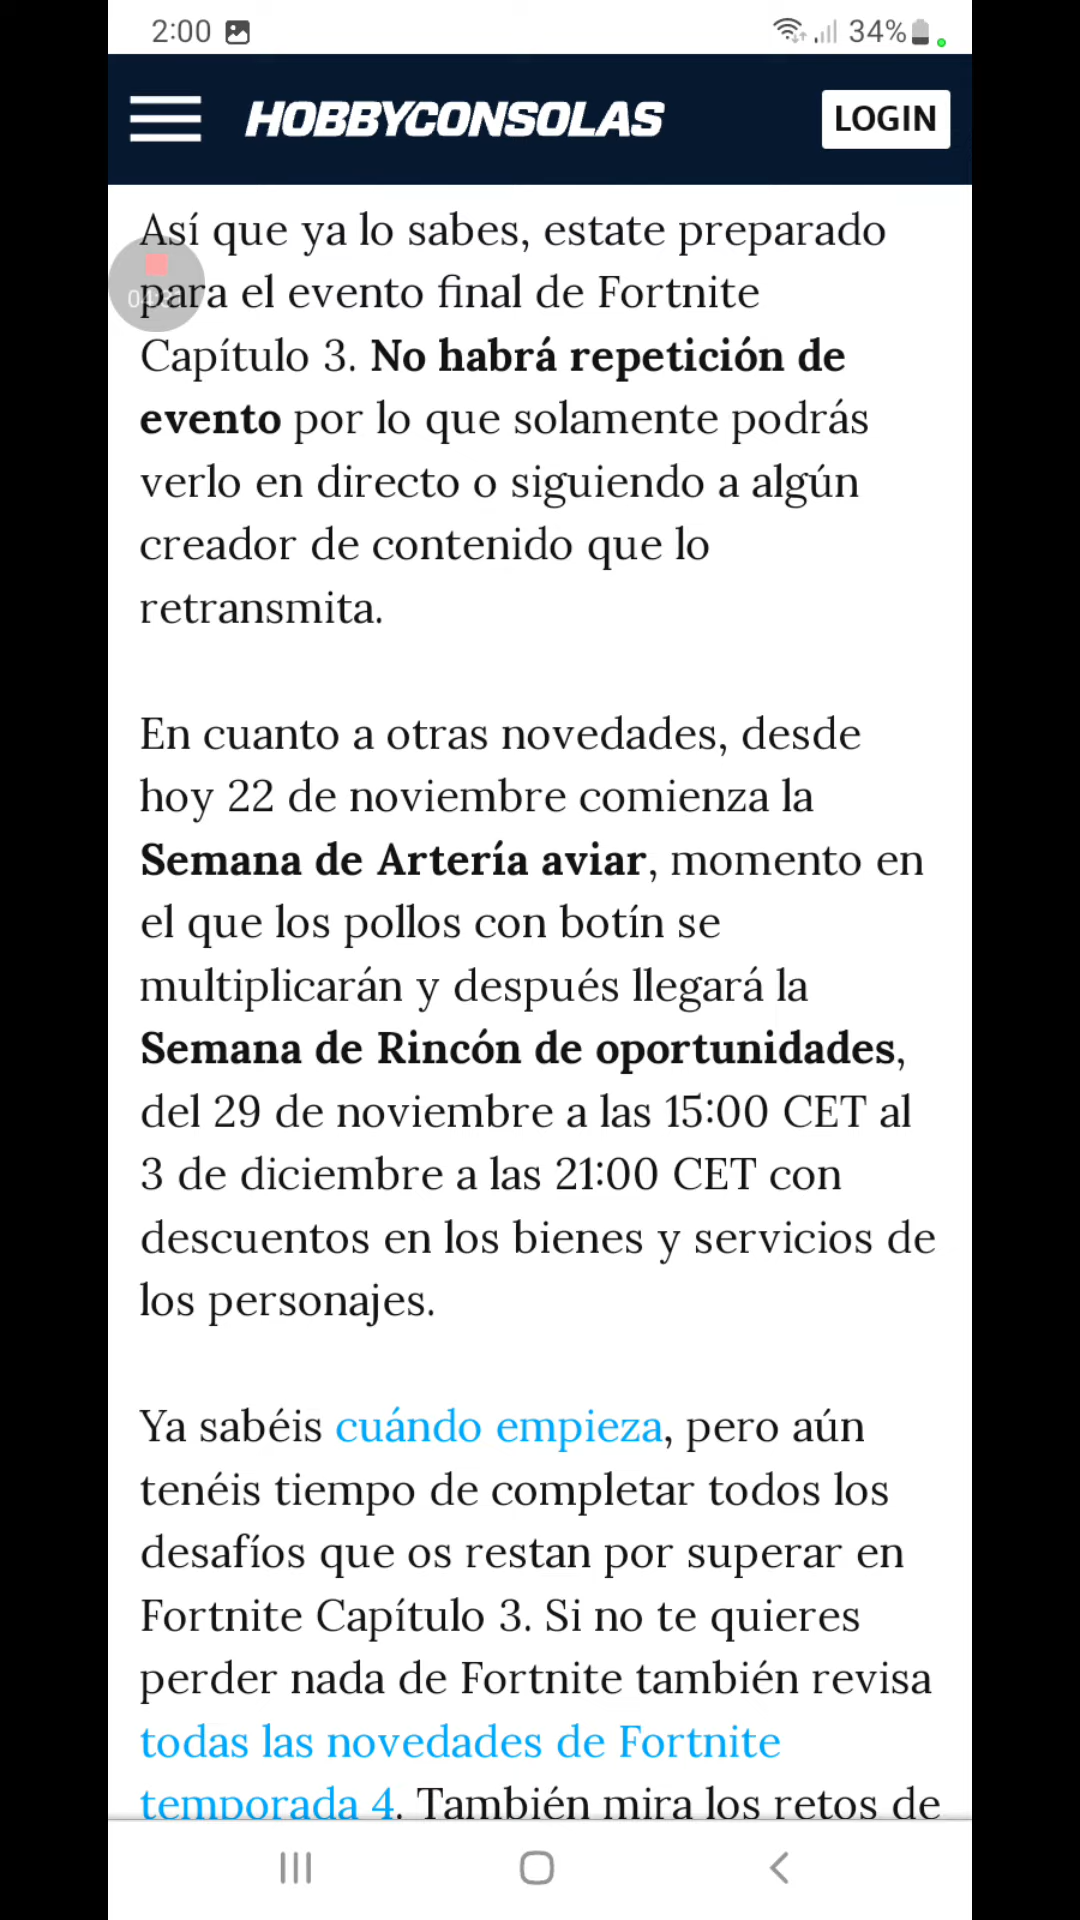 2:00
34%
HOBBYCONSOLAS
LOGIN
Así que ya lo sabes, estate preparado
para el evento final de Fortnite
Capítulo 3. No habrá repetición de
evento por lo que solamente podrás
verlo en directo o siguiendo a algún
creador de contenido que lo
retransmita.
En cuanto a otras novedades, desde
hoy 22 de noviembre comienza la
Semana de Artería aviar, momento en
el que los pollos con botín se
multiplicarán y después llegará la
Semana de Rincón de oportunidades,
del 29 de noviembre a las 15:00 CET al
3 de diciembre a las 21:00 CET con
descuentos en los bienes y servicios de
los personajes.
Ya sabéis cuándo empieza, pero aún
tenéis tiempo de completar todos los
desafíos que os restan por superar en
Fortnite Capítulo 3. Si no te quieres
perder nada de Fortnite también revisa
todas las novedades de Fortnite
temporada 4. También mira los retos de